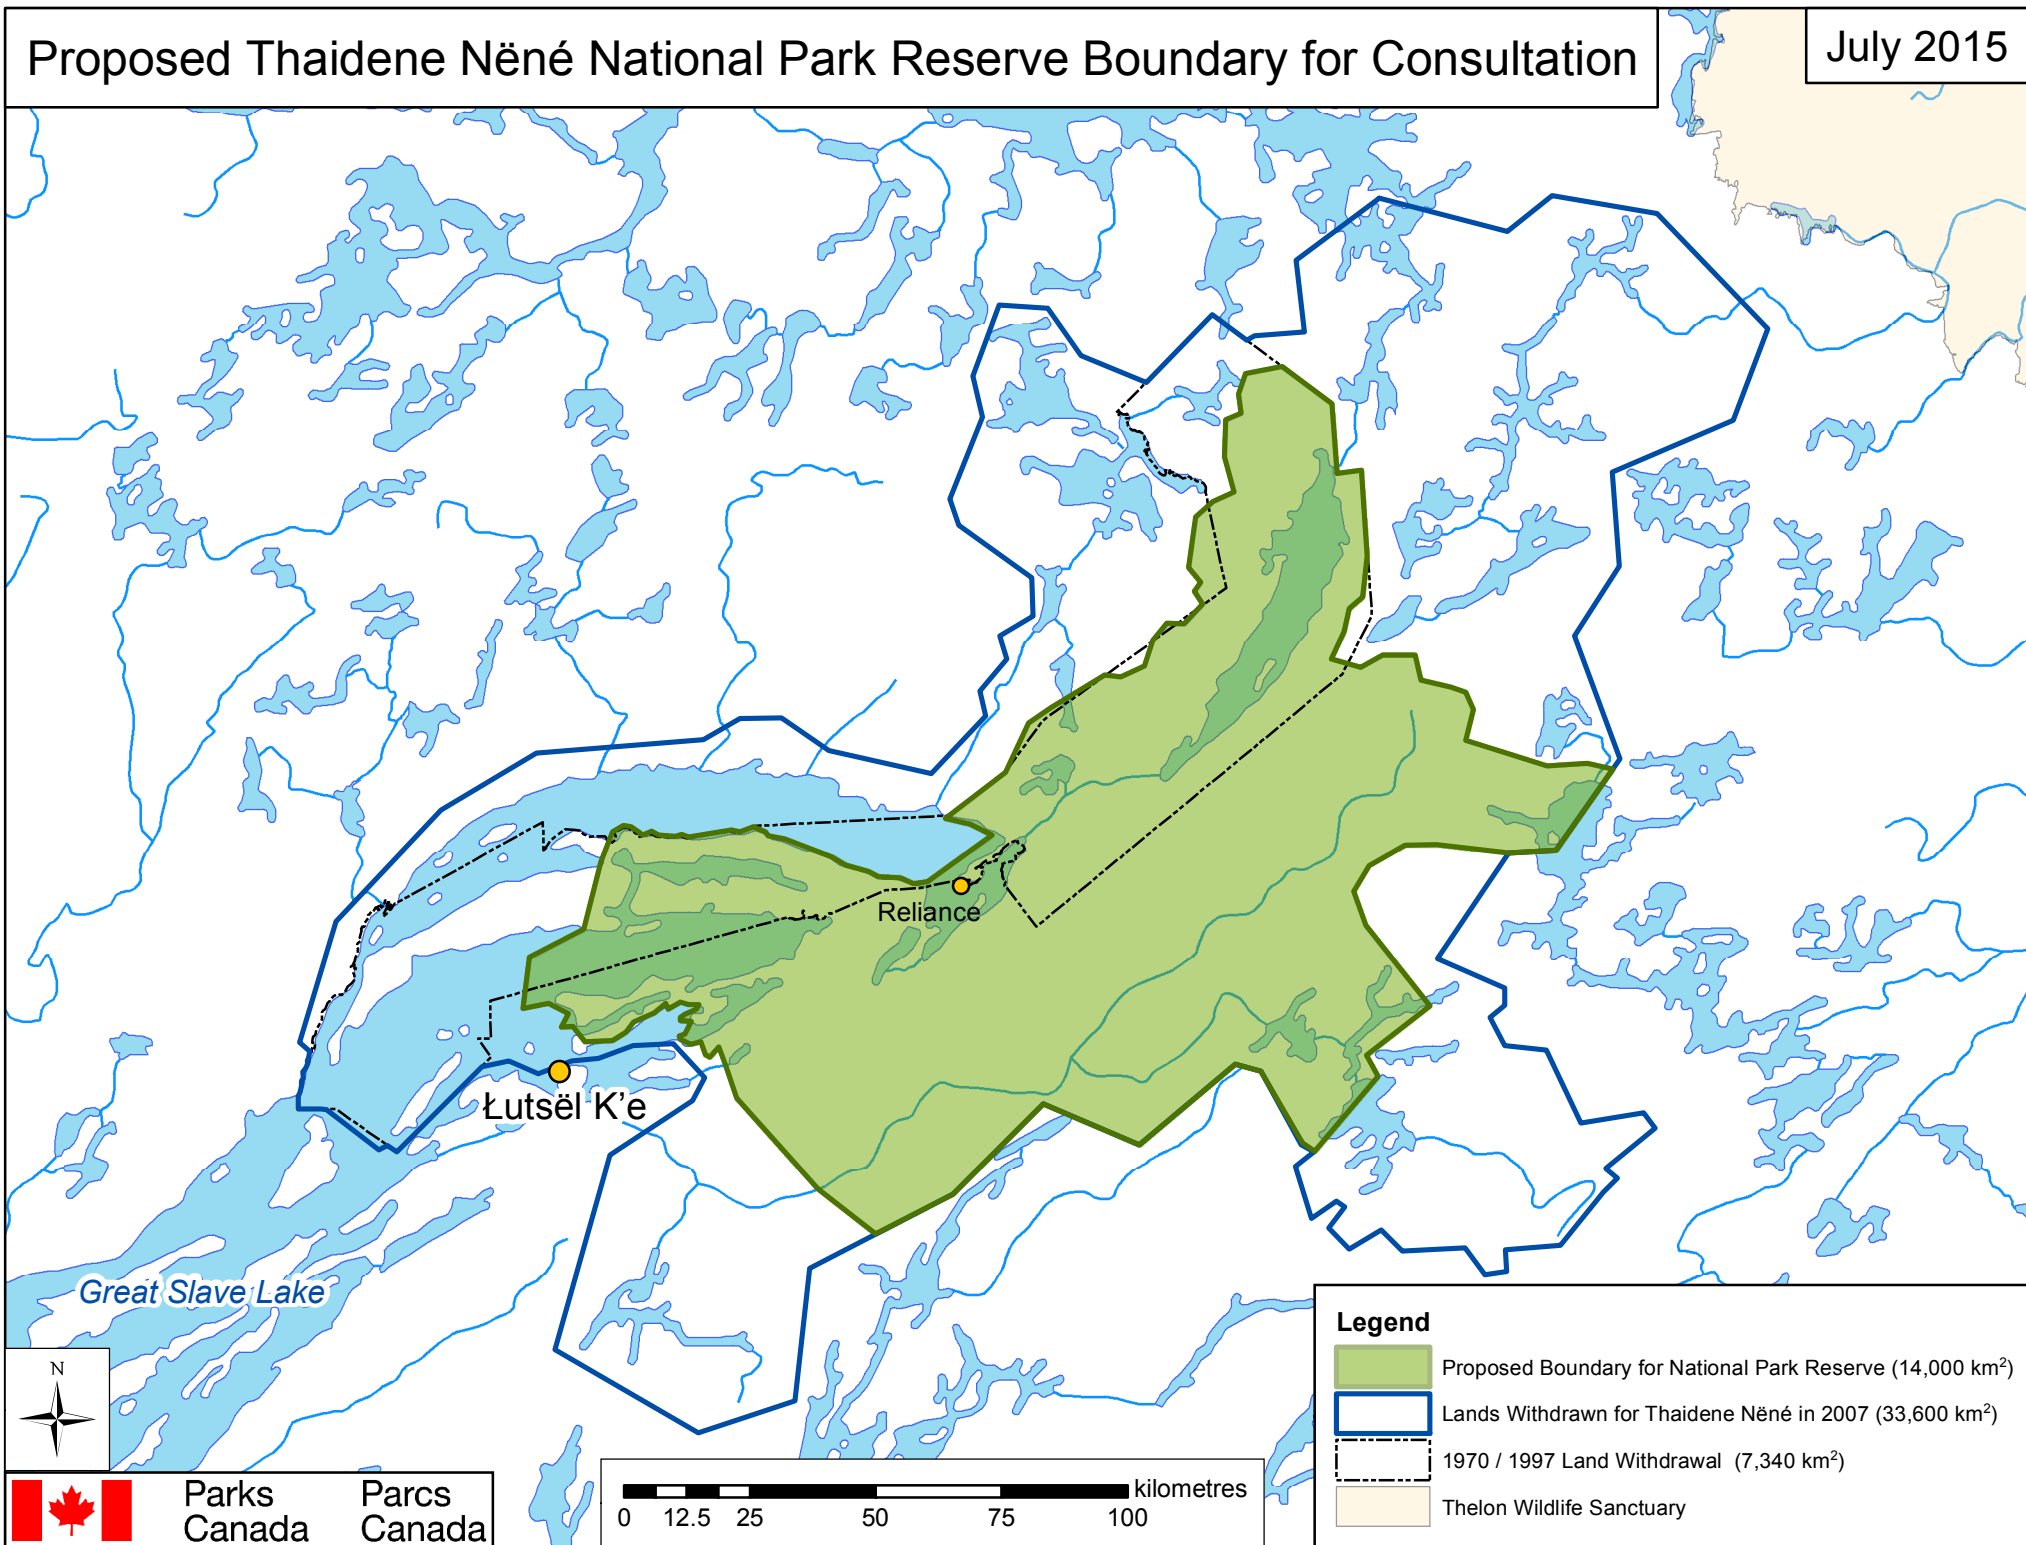 Proposed Thaidene Nëné National Park Reserve Boundary for Consultation
July 2015
Reliance
Łutsël K’e
Great Slave Lake
N
Parks
Canada
Parcs
Canada
kilometres
0 12.5 25 50 75 100
Legend
Proposed Boundary for National Park Reserve (14,000 km²)
Lands Withdrawn for Thaidene Nëné in 2007 (33,600 km²)
1970 / 1997 Land Withdrawal (7,340 km²)
Thelon Wildlife Sanctuary